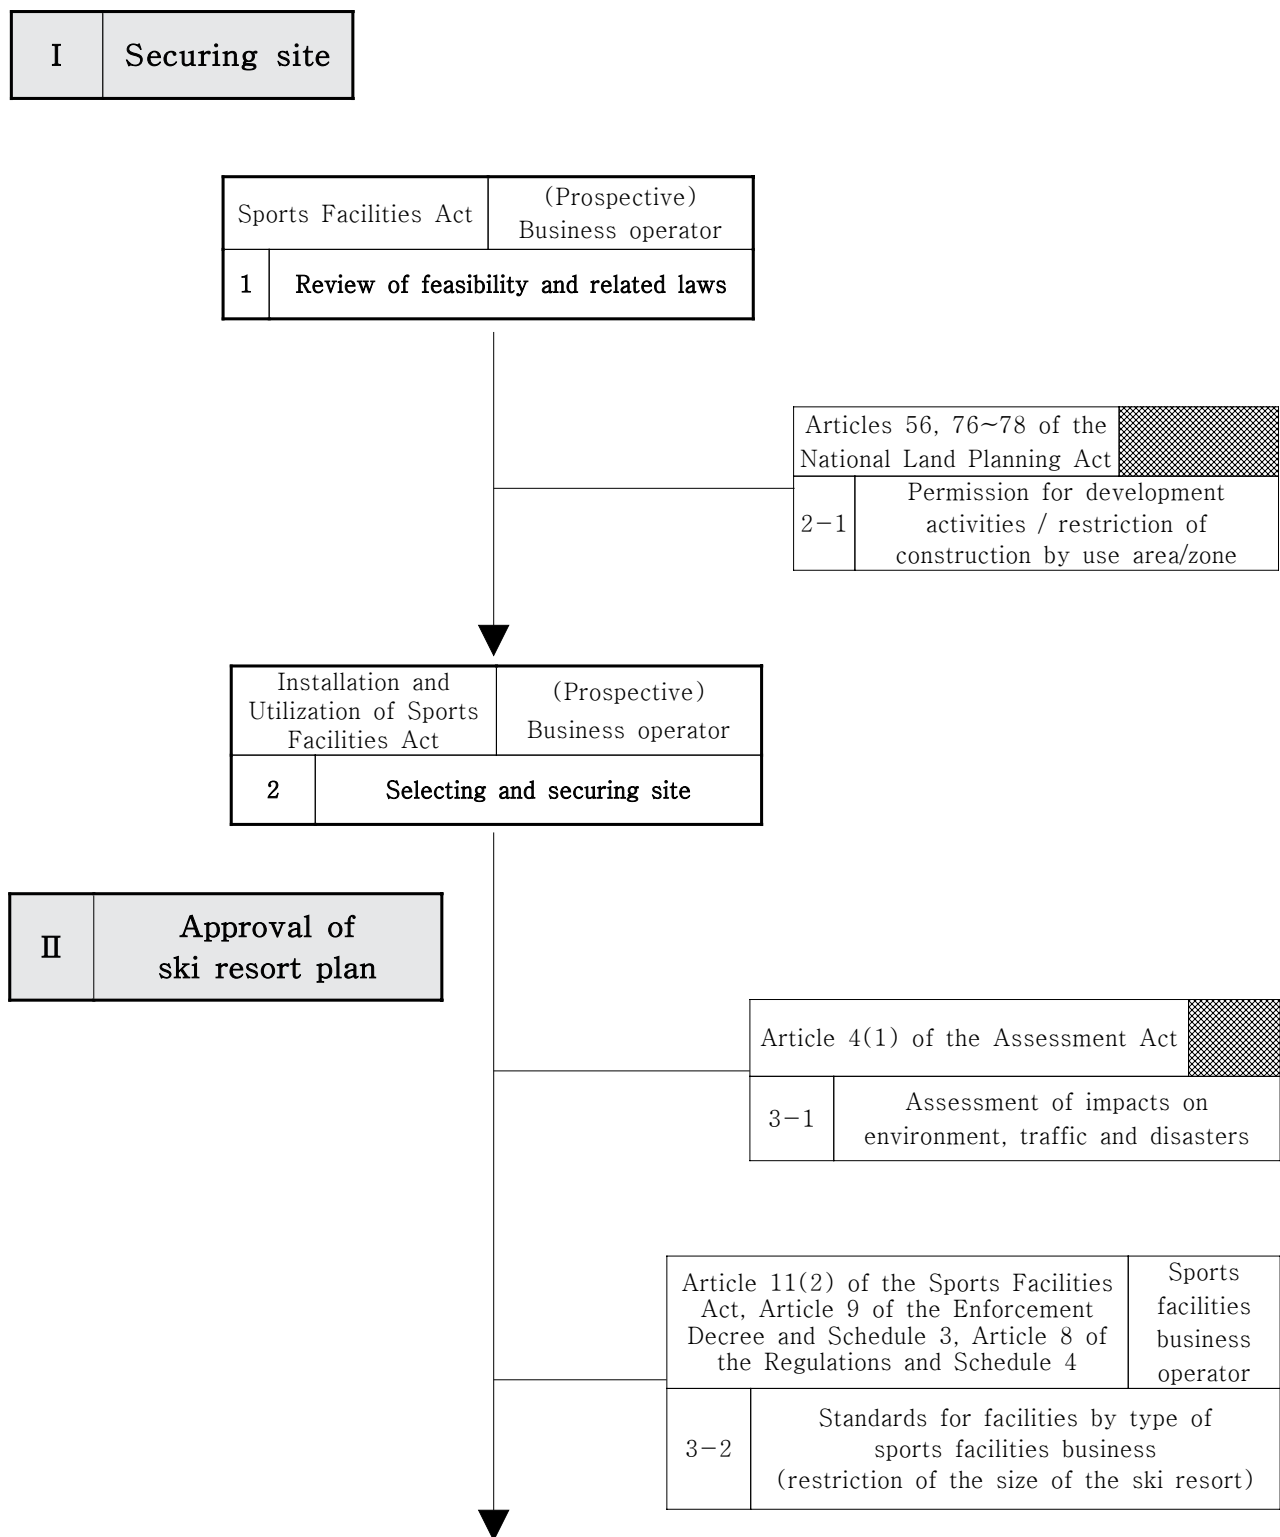 Ⅰ
Securing site
Sports Facilities Act
(Prospective)
Business operator
1
Review of feasibility and related laws
Articles 56, 76~78 of the
National Land Planning Act
2-1
Permission for development
activities / restriction of
construction by use area/zone
Installation and
Utilization of Sports
Facilities Act
(Prospective)
Business operator
2
Selecting and securing site
Ⅱ
Approval of
ski resort plan
Article 4(1) of the Assessment Act
3-1
Assessment of impacts on
environment, traffic and disasters
Article 11(2) of the Sports Facilities
Act, Article 9 of the Enforcement
Decree and Schedule 3, Article 8 of
the Regulations and Schedule 4
Sports
facilities
business
operator
3-2
Standards for facilities by type of
sports facilities business
(restriction of the size of the ski resort)